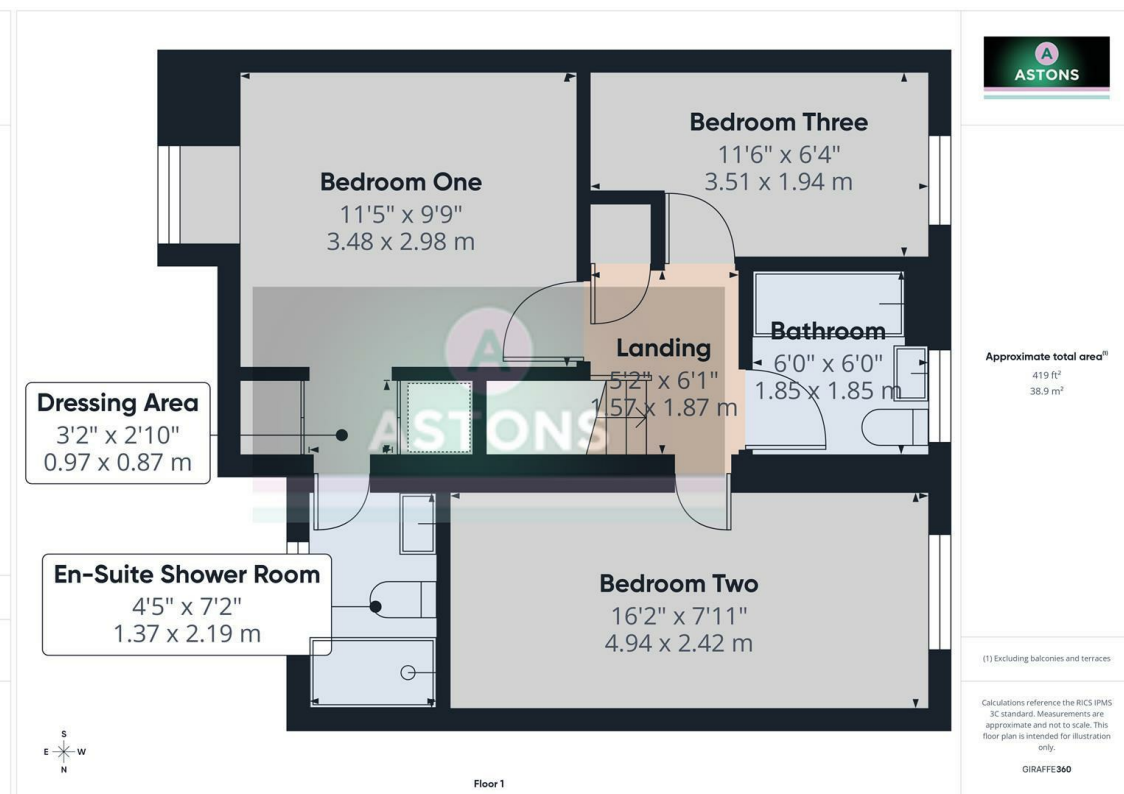 A
ASTONS
Bedroom One
11'5" x 9'9"
3.48 x 2.98 m
Bedroom Three
11'6" x 6'4"
3.51 x 1.94 m
A
ASTONS
Landing
5'2" x 6'1"
1.57 x 1.87 m
Bathroom
6'0" x 6'0"
1.85 x 1.85 m
Dressing Area
3'2" x 2'10"
0.97 x 0.87 m
En-Suite Shower Room
4'5" x 7'2"
1.37 x 2.19 m
Bedroom Two
16'2" x 7'11"
4.94 x 2.42 m
Approximate total area(1)
419 ft²
38.9 m²
(1) Excluding balconies and terraces
Calculations reference the RICS IPMS
3C standard. Measurements are
approximate and not to scale. This
floor plan is intended for illustration
only.
GIRAFFE360
S
E W
N
Floor 1